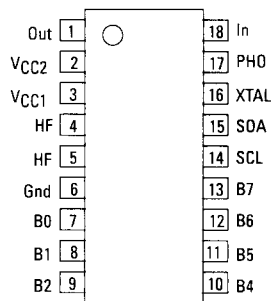 Out 1 18 In
VCC2 2 17 PHO
VCC1 3 16 XTAL
HF 4 15 SDA
HF 5 14 SCL
Gnd 6 13 B7
B0 7 12 B6
B1 8 11 B5
B2 9 10 B4